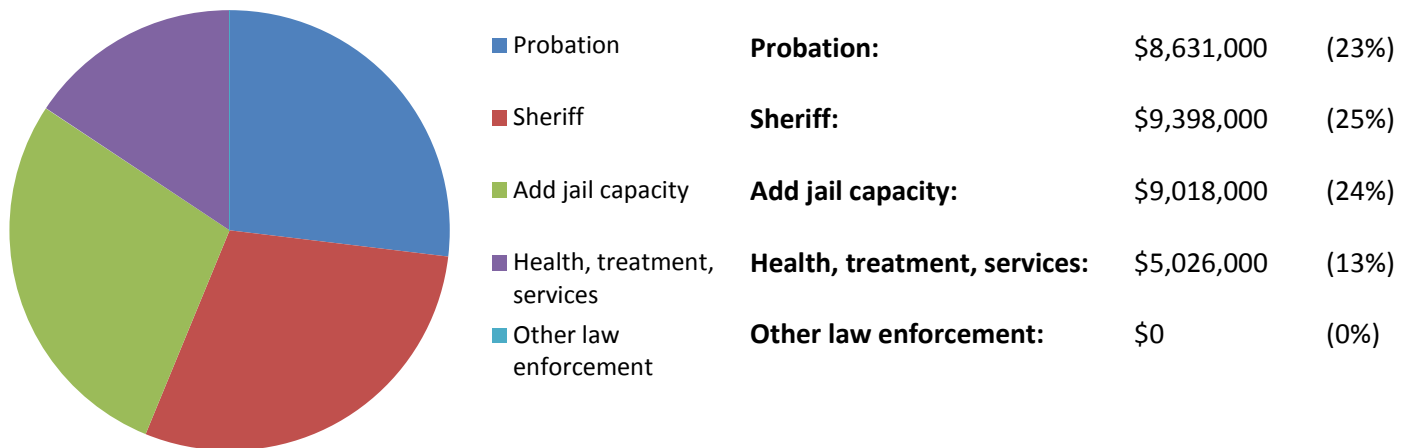 Probation
Probation: $8,631,000 (23%)
Sheriff
Sheriff: $9,398,000 (25%)
Add jail capacity
Add jail capacity: $9,018,000 (24%)
Health, treatment,
services
Health, treatment, services: $5,026,000 (13%)
Other law
enforcement
Other law enforcement: $0 (0%)